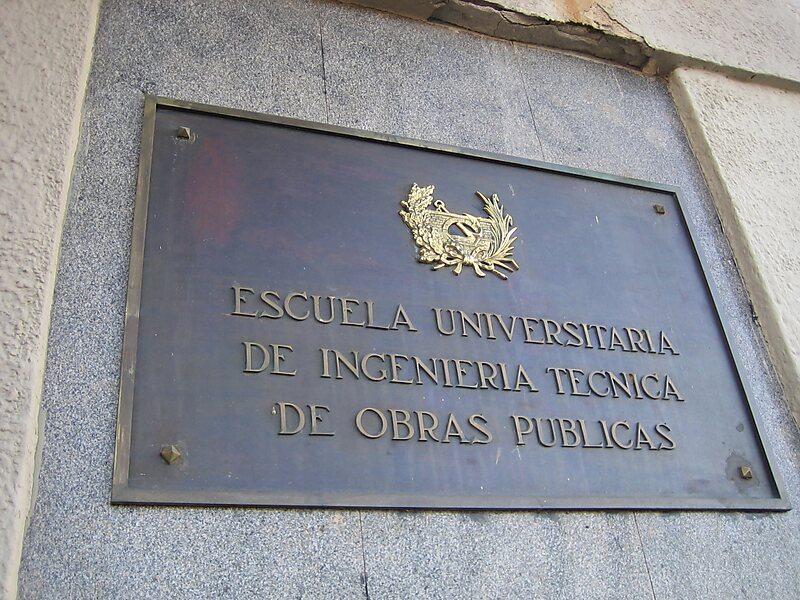 ESCUELA UNIVERSITARIA
DE INGENIERIA TECNICA
DE OBRAS PUBLICAS